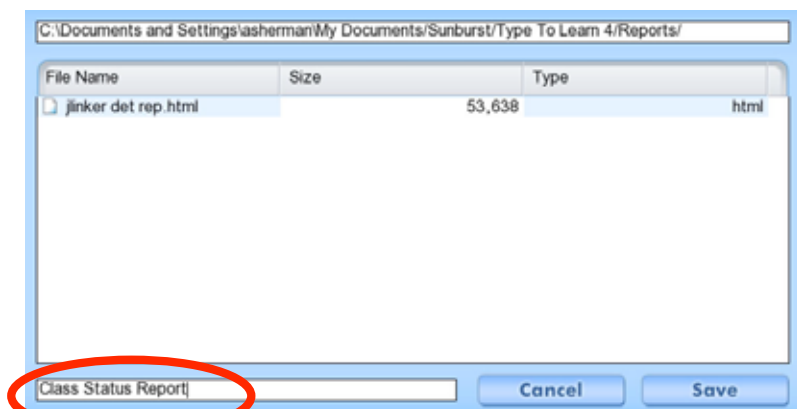 C:\Documents and Settings\asherman\My Documents/Sunburst/Type To Learn 4/Reports/
File Name Size Type
jlinker det rep.html 53,638 html
Class Status Report
Cancel Save